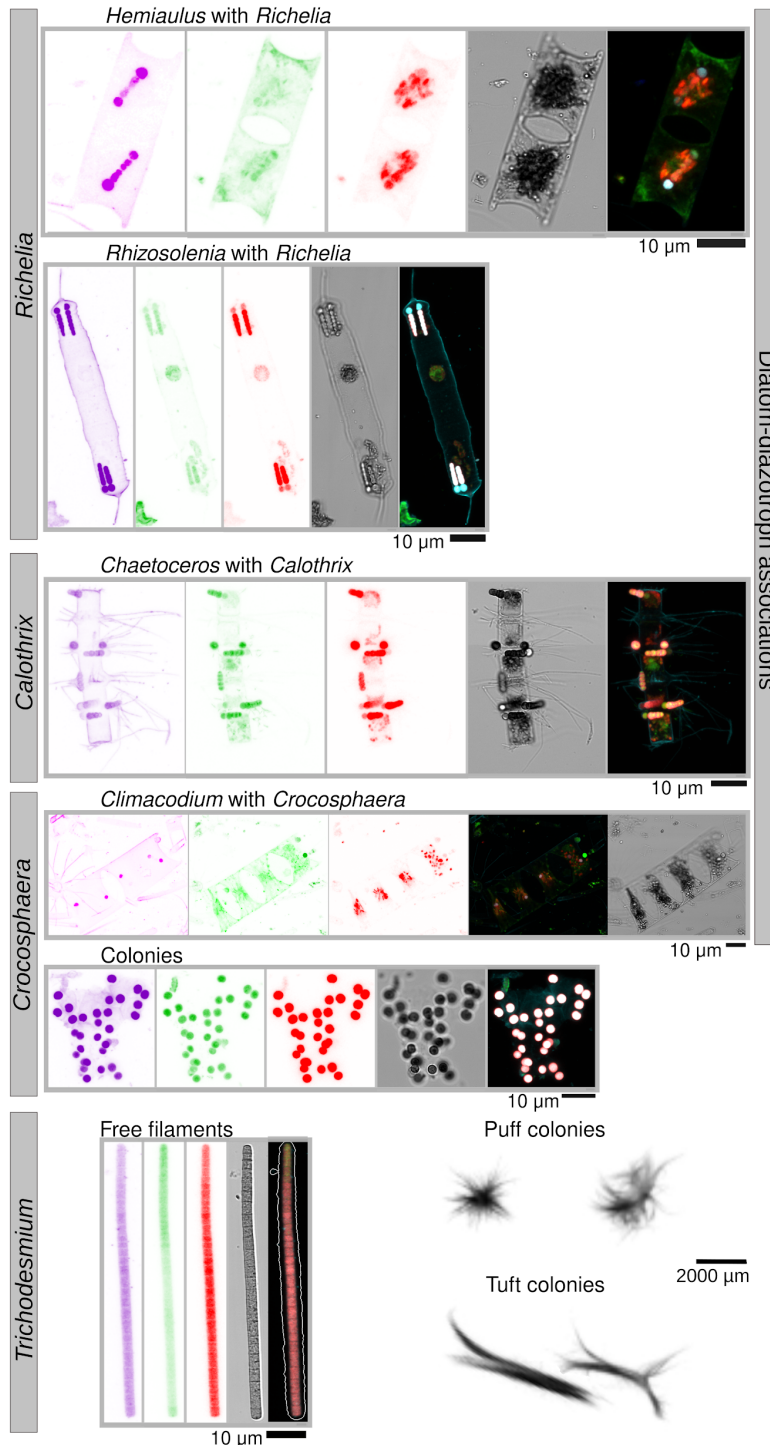 Hemiaulus with Richelia
10 µm
Rhizosolenia with Richelia
10 µm
Richelia
Chaetoceros with Calothrix
10 µm
Calothrix
Diatom-diazotroph associations
Climacodium with Crocosphaera
10 µm
Colonies
10 µm
Crocosphaera
Free filaments
10 µm
Puff colonies
2000 µm
Tuft colonies
Trichodesmium